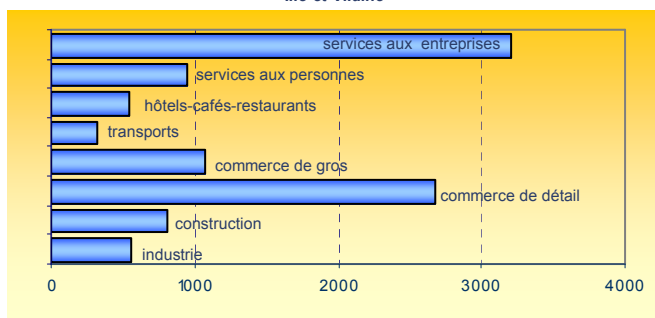 services aux entreprises
services aux personnes
hôtels-cafés-restaurants
transports
commerce de gros
commerce de détail
construction
industrie
0 1000 2000 3000 4000